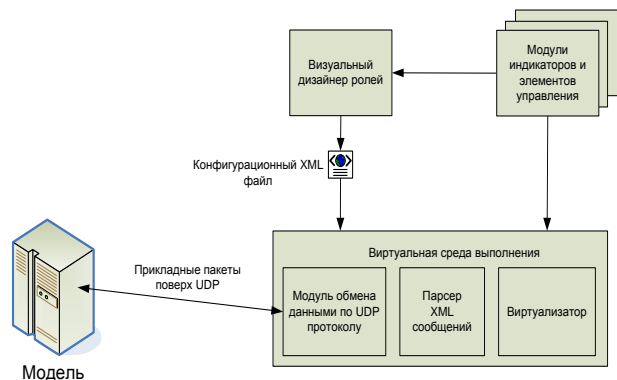 Визуальный
дизайнер ролей
Модули
индикаторов и
элементов
управления
Конфигурационный XML
файл
Виртуальная среда выполнения
Прикладные пакеты
поверх UDP
Модуль обмена
данными по UDP
протоколу
Парсер
XML
сообщений
Виртуализатор
Модель